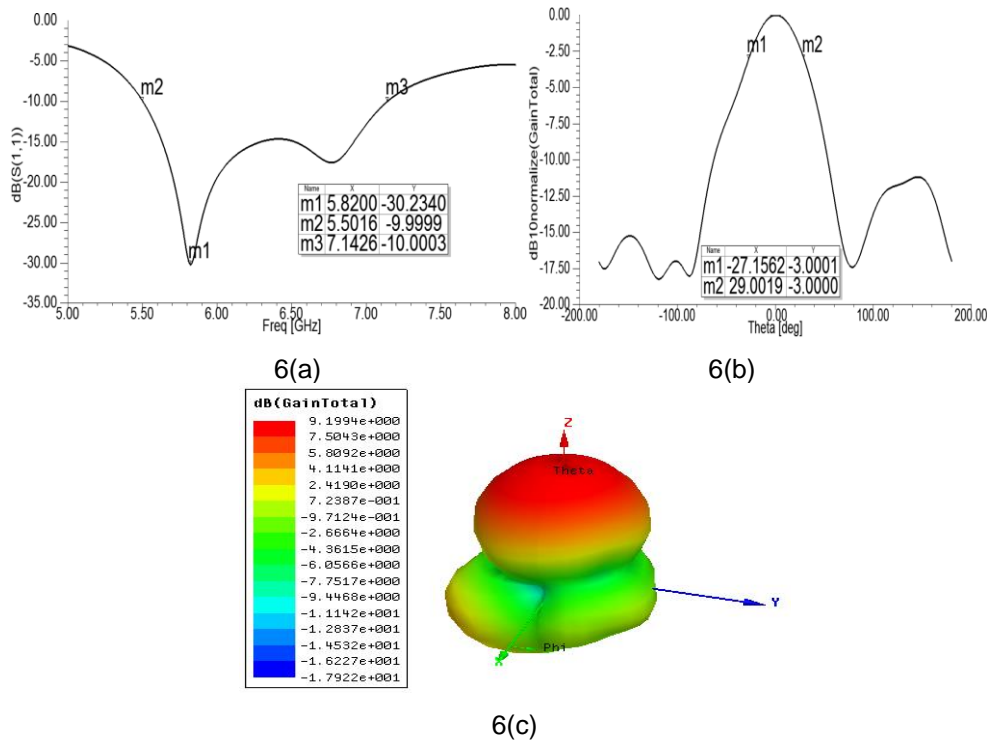 0.00
-5.00
-10.00
-15.00
-20.00
-25.00
-30.00
-35.00
dB(S(1,1))
m2
m3
m1
Name X Y
m1 5.8200 -30.2340
m2 5.5016 -9.9999
m3 7.1426 -10.0003
5.00 5.50 6.00 6.50 7.00 7.50 8.00
Freq [GHz]
6(a)
0.00
-2.50
-5.00
-7.50
-10.00
-12.50
-15.00
-17.50
-20.00
dB10normalize(GainTotal)
m1 m2
Name X Y
m1 -27.1562 -3.0001
m2 29.0019 -3.0000
-200.00 -100.00 0.00 100.00 200.00
Theta [deg]
6(b)
dB(GainTotal)
9.1994e+000
7.5043e+000
5.8092e+000
4.1141e+000
2.4190e+000
7.2387e-001
-9.7124e-001
-2.6664e+000
-4.3615e+000
-6.0566e+000
-7.7517e+000
-9.4468e+000
-1.1142e+001
-1.2837e+001
-1.4532e+001
-1.6227e+001
-1.7922e+001
Z
Theta
Y
Phi
X
6(c)